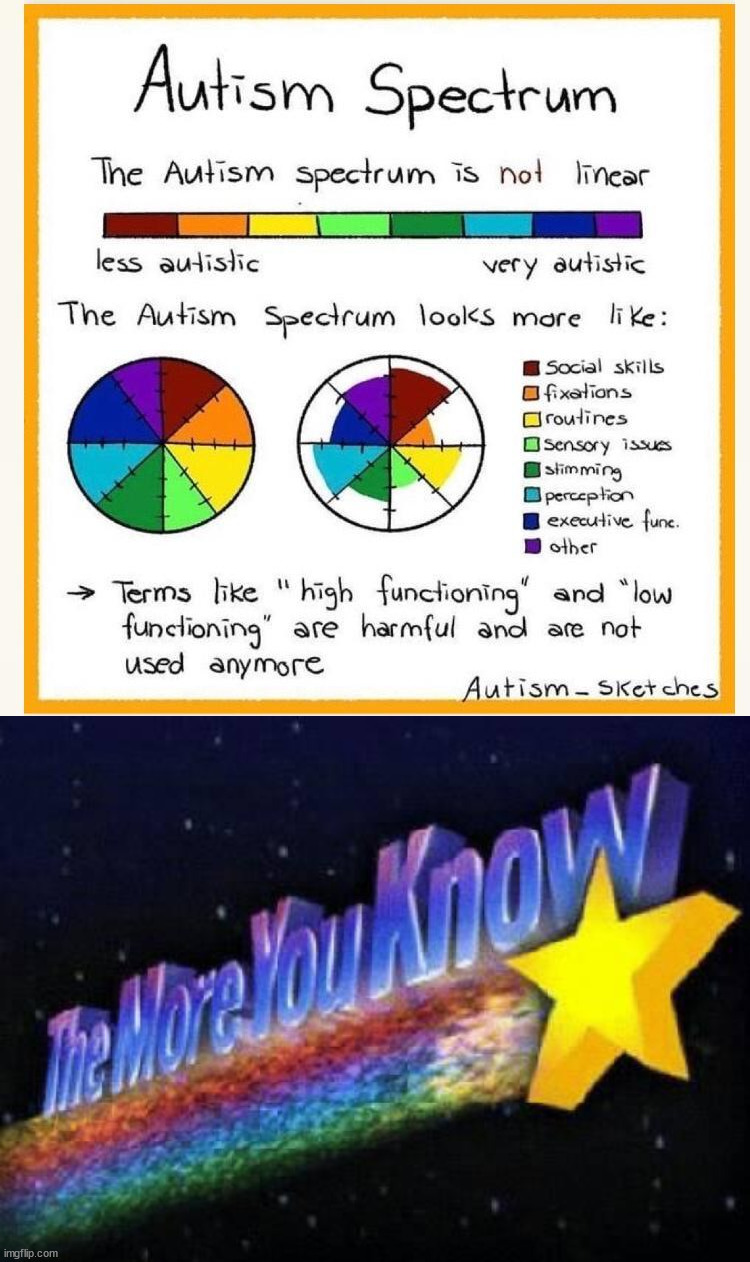 Autism Spectrum
The Autism spectrum is not linear
less autistic
very autistic
The Autism Spectrum looks more like:
Social skills
fixations
routines
sensory issues
stimming
perception
executive func.
other
→ Terms like "high functioning" and "low
functioning" are harmful and are not
used anymore
Autism_sketches
The More You Know
imgflip.com